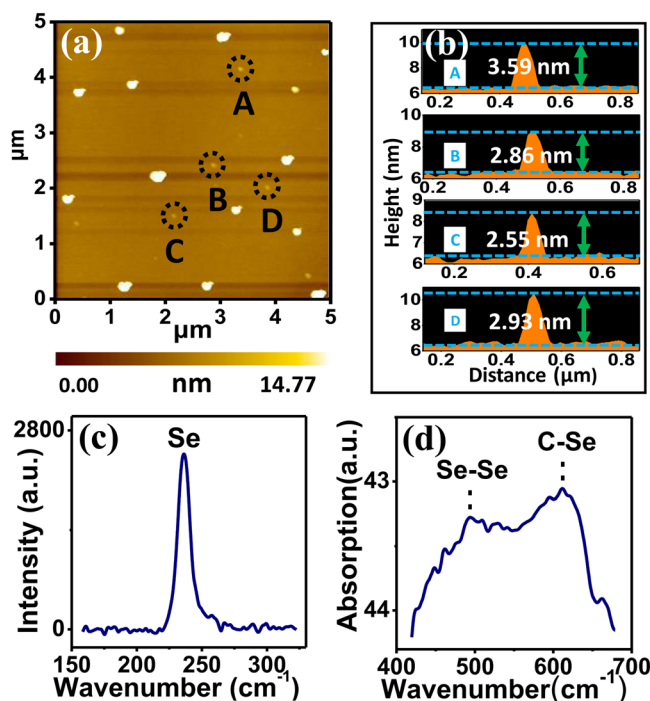 (a)
5
4
3
2
1
0
μm
A
B
C
D
0 1 2 3 4 5
μm
0.00 nm 14.77
(b)
Height (nm)
10
9
8
7
6
A
3.59 nm
0.2 0.4 0.6 0.8
10
8
6
B
2.86 nm
0.2 0.4 0.6 0.8
9
8
7
6
C
2.55 nm
0.2 0.4 0.6
10
8
6
D
2.93 nm
0.2 0.4 0.6 0.8
Distance (μm)
(c)
2800
0
Intensity (a.u.)
Se
150 200 250 300
Wavenumber (cm-1)
(d)
43
44
Absorption(a.u.)
Se-Se
C-Se
400 500 600 700
Wavenumber(cm-1)